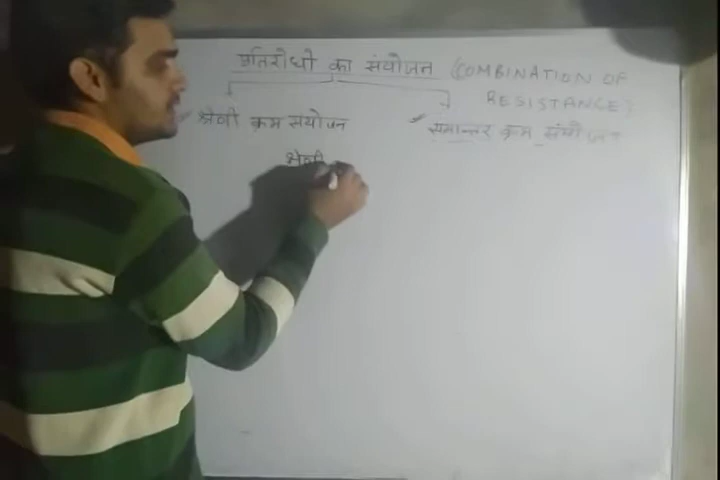 प्रतिरोधो का संयोजन (COMBINATION OF
RESISTANCE)
श्रेणी क्रम संयोजन
समान्तर क्रम संयोजन
श्रेणी